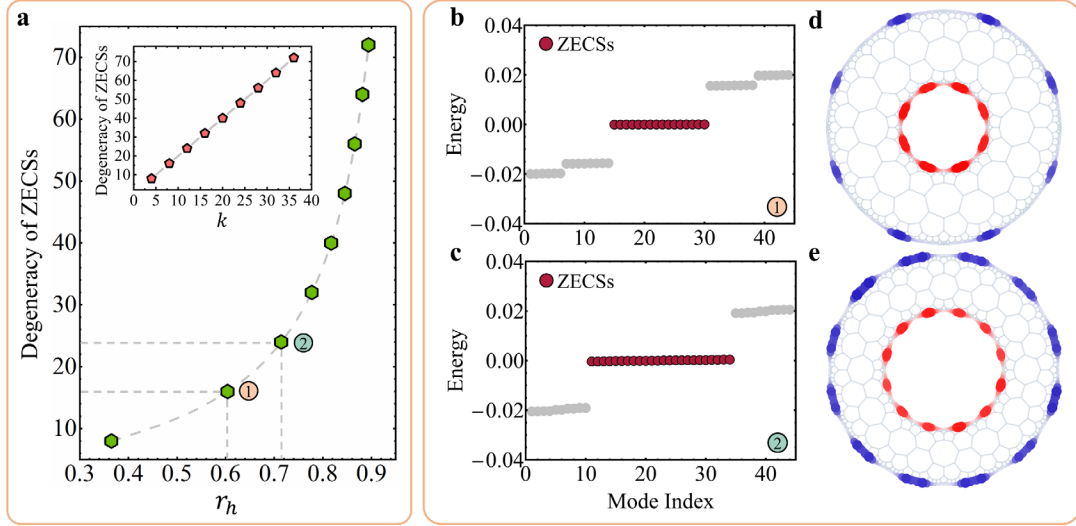 a
Degeneracy of ZECSs
70
60
50
40
30
20
10
0.3 0.4 0.5 0.6 0.7 0.8 0.9
r_h
Degeneracy of ZECSs
70
60
50
40
30
20
10
0 5 10 15 20 25 30 35 40
k
2
1
b
Energy
0.04
0.02
0.00
−0.02
−0.04
ZECSs
1
0 10 20 30 40
c
Energy
0.04
0.02
0.00
−0.02
−0.04
ZECSs
2
0 10 20 30 40
Mode Index
d
e